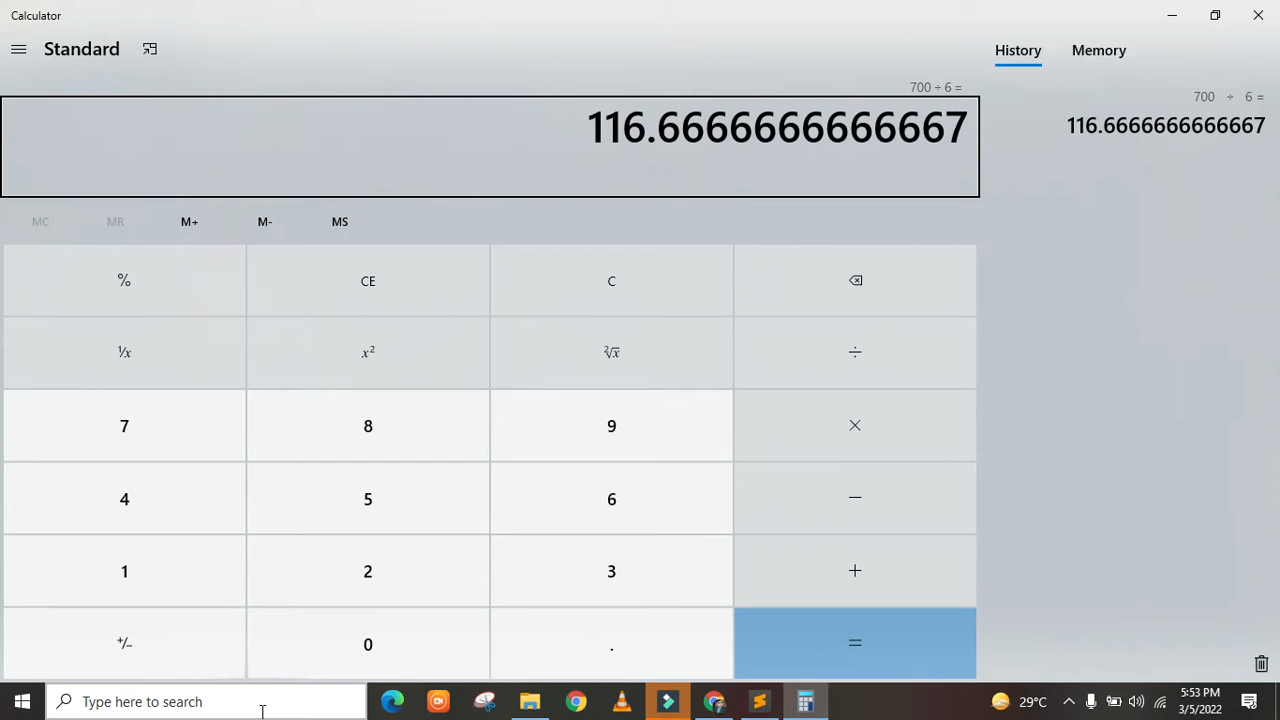 Calculator
Standard
History Memory
700 ÷ 6 =
116.6666666666667
700 ÷ 6 =
116.6666666666667
MC MR M+ M- MS
% CE C
¹/x x² ²√x ÷
7 8 9 ×
4 5 6 −
1 2 3 +
+/− 0 . =
Type here to search
29°C
5:53 PM
3/5/2022